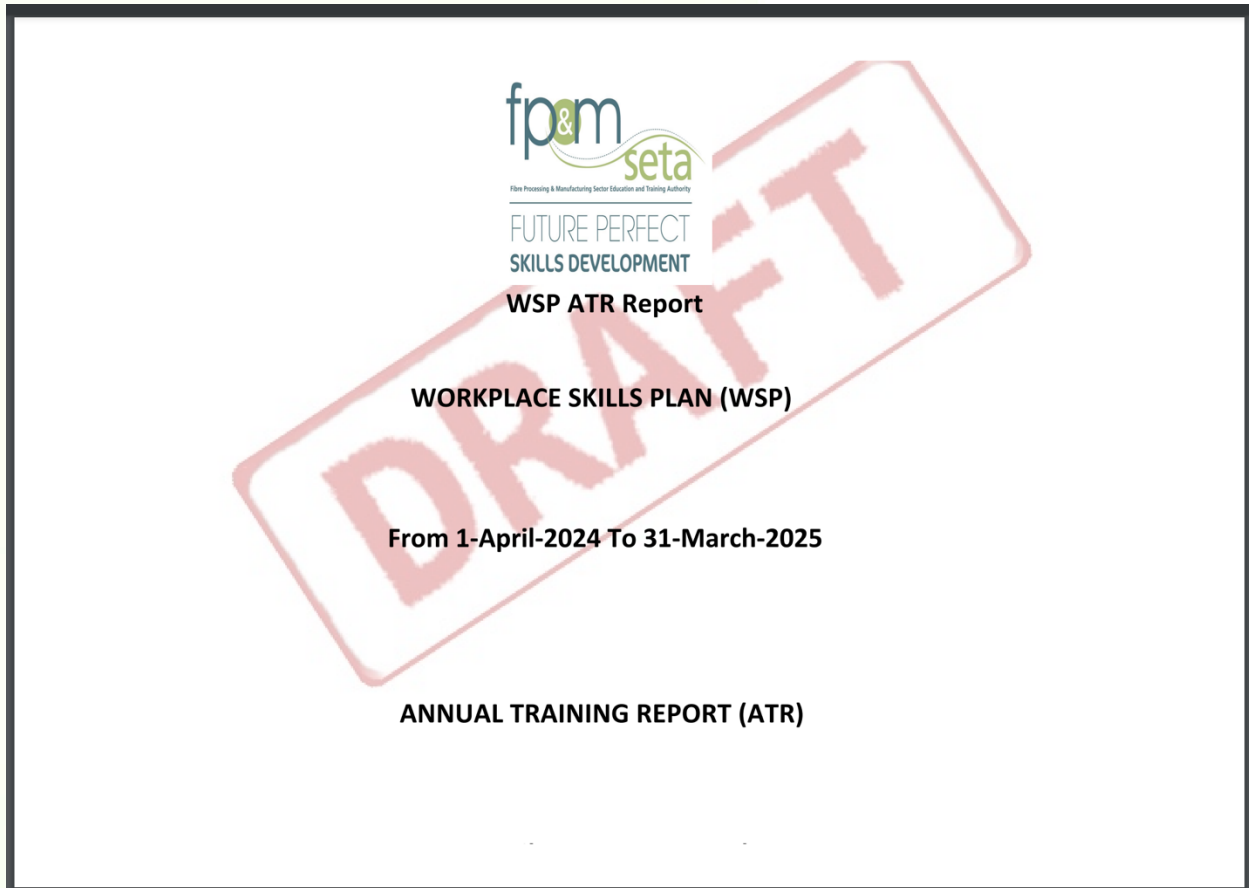 fp&m
seta
Fibre Processing & Manufacturing Sector Education and Training Authority
FUTURE PERFECT
SKILLS DEVELOPMENT
WSP ATR Report
WORKPLACE SKILLS PLAN (WSP)
DRAFT
From 1-April-2024 To 31-March-2025
ANNUAL TRAINING REPORT (ATR)